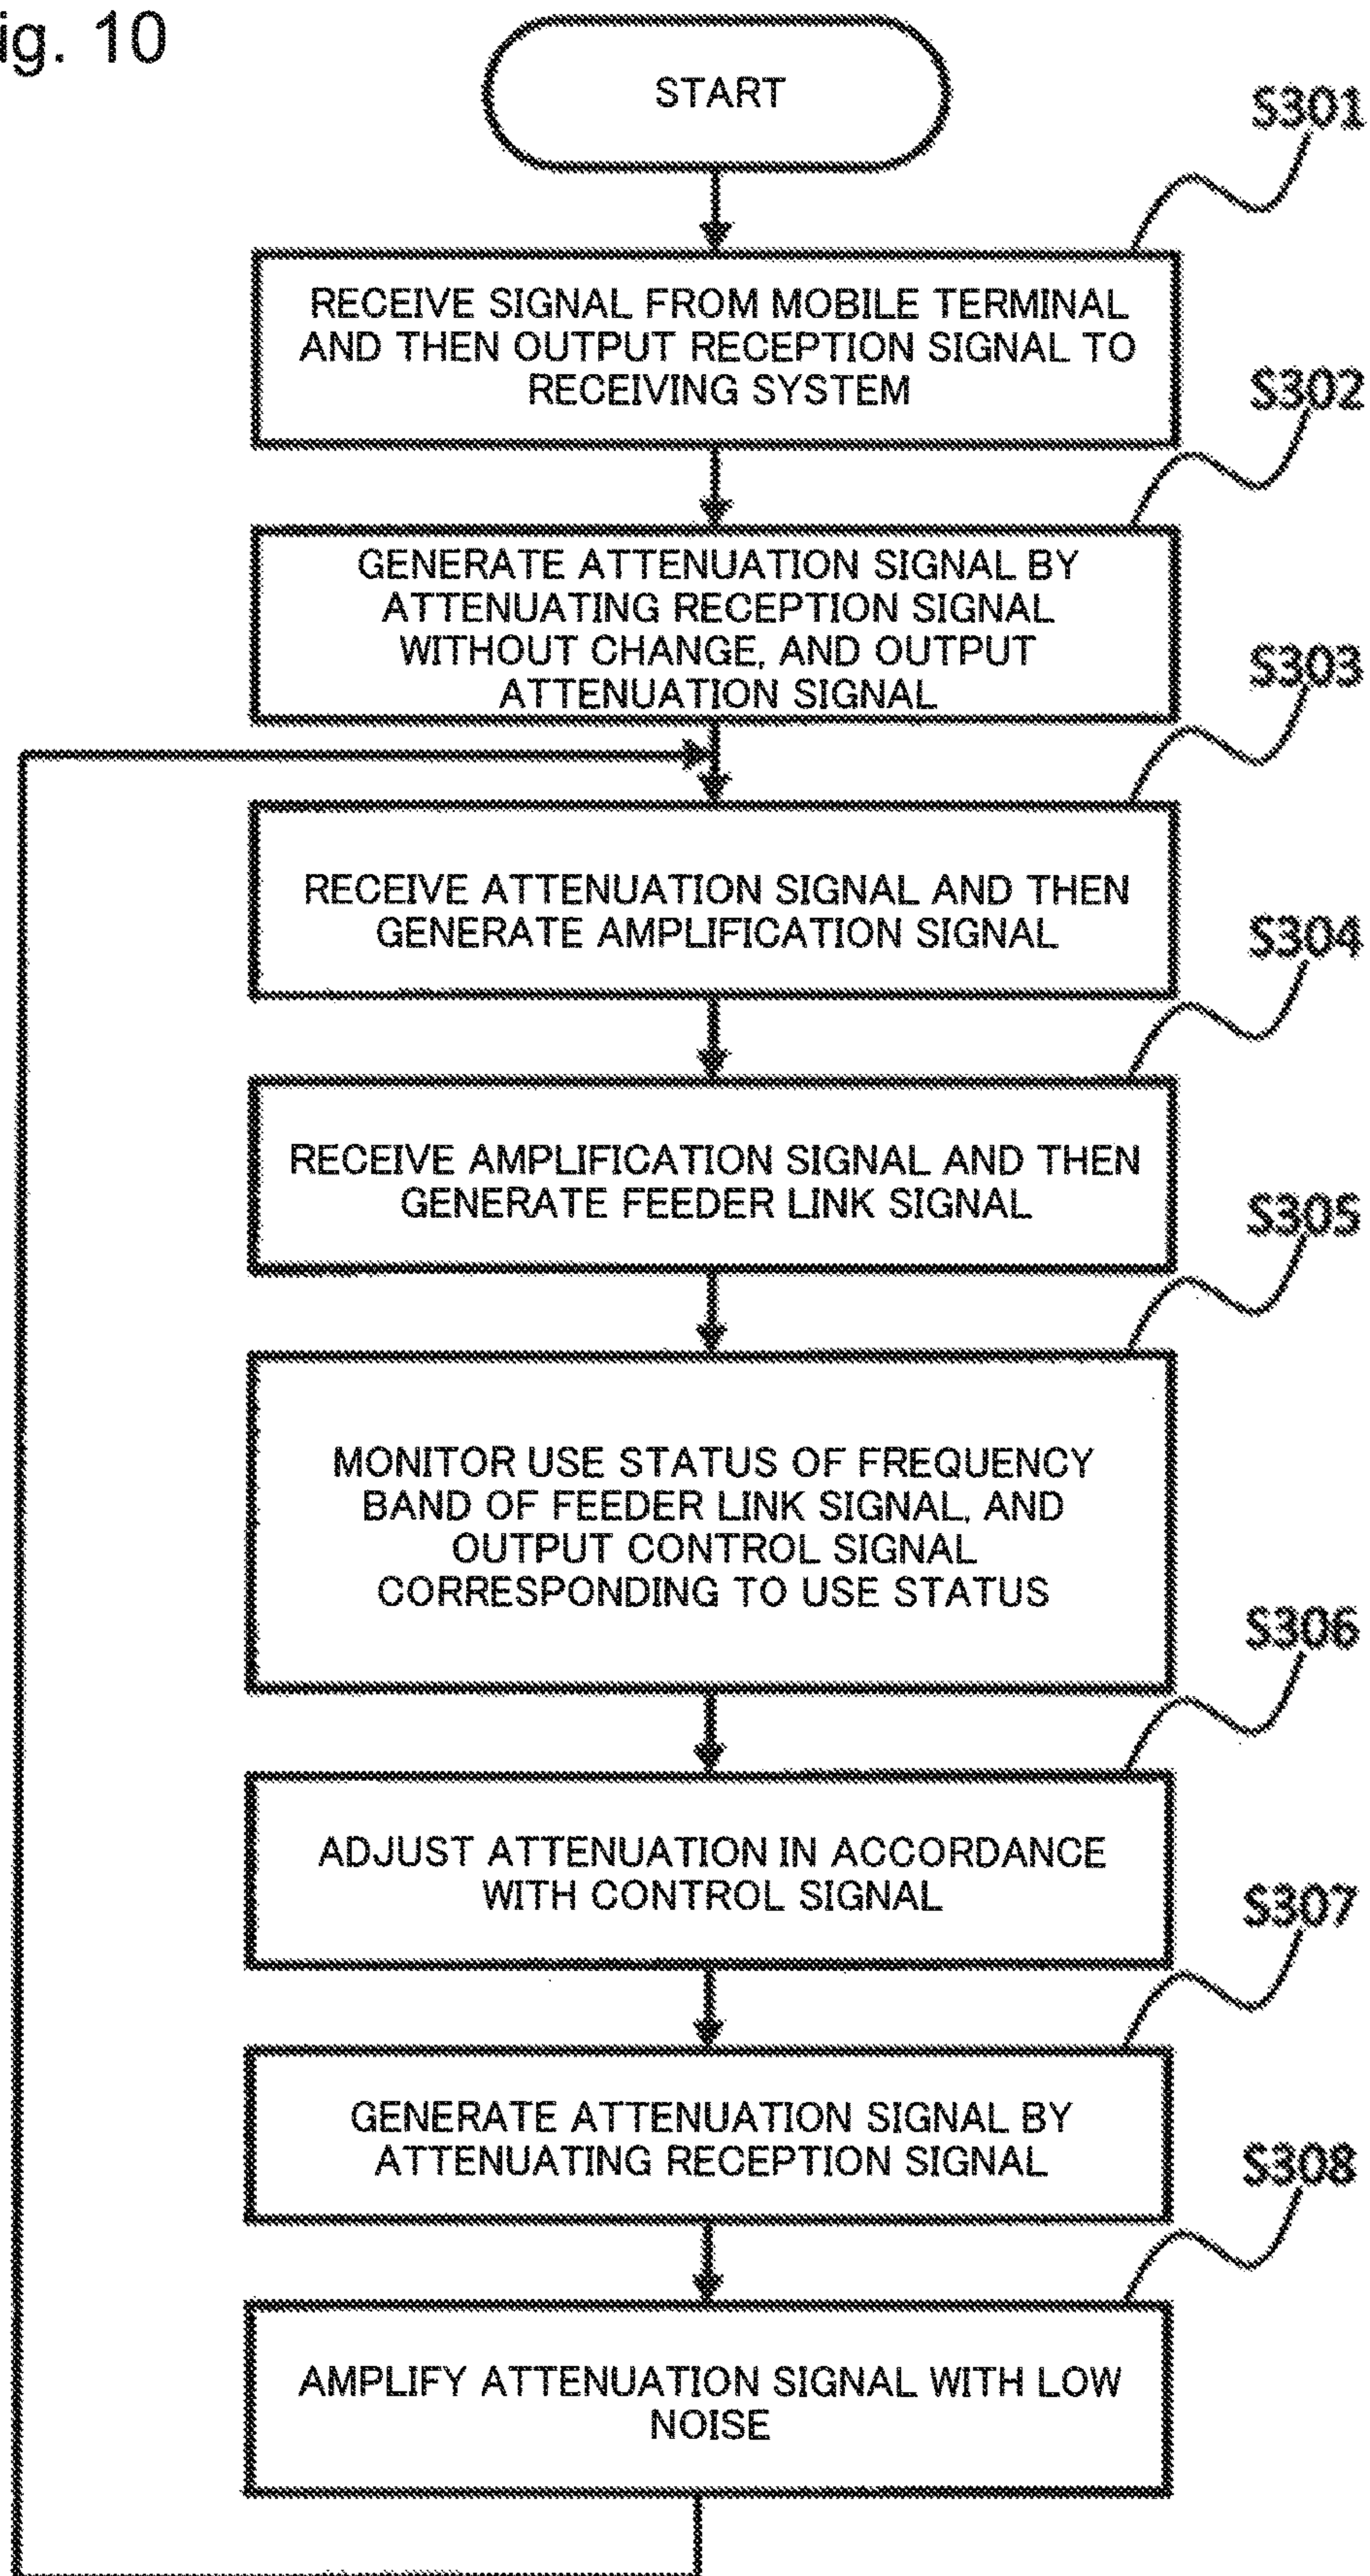 ig. 10
START
S301
RECEIVE SIGNAL FROM MOBILE TERMINAL
AND THEN OUTPUT RECEPTION SIGNAL TO
RECEIVING SYSTEM
S302
GENERATE ATTENUATION SIGNAL BY
ATTENUATING RECEPTION SIGNAL
WITHOUT CHANGE, AND OUTPUT
ATTENUATION SIGNAL
S303
RECEIVE ATTENUATION SIGNAL AND THEN
GENERATE AMPLIFICATION SIGNAL
S304
RECEIVE AMPLIFICATION SIGNAL AND THEN
GENERATE FEEDER LINK SIGNAL
S305
MONITOR USE STATUS OF FREQUENCY
BAND OF FEEDER LINK SIGNAL, AND
OUTPUT CONTROL SIGNAL
CORRESPONDING TO USE STATUS
S306
ADJUST ATTENUATION IN ACCORDANCE
WITH CONTROL SIGNAL
S307
GENERATE ATTENUATION SIGNAL BY
ATTENUATING RECEPTION SIGNAL
S308
AMPLIFY ATTENUATION SIGNAL WITH LOW
NOISE